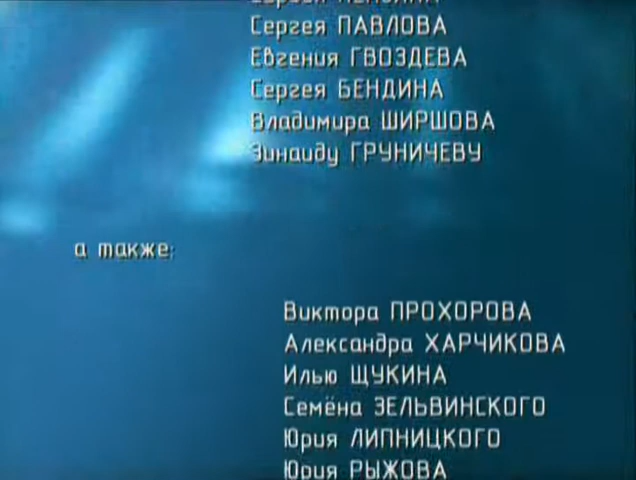 Сергея ПАВЛОВА
Евгения ГВОЗДЕВА
Сергея БЕНДИНА
Владимира ШИРШОВА
Зинаиду ГРУНИЧЕВУ
а также:
Виктора ПРОХОРОВА
Александра ХАРЧИКОВА
Илью ЩУКИНА
Семёна ЗЕЛЬВИНСКОГО
Юрия ЛИПНИЦКОГО
Юрия РЫЖОВА